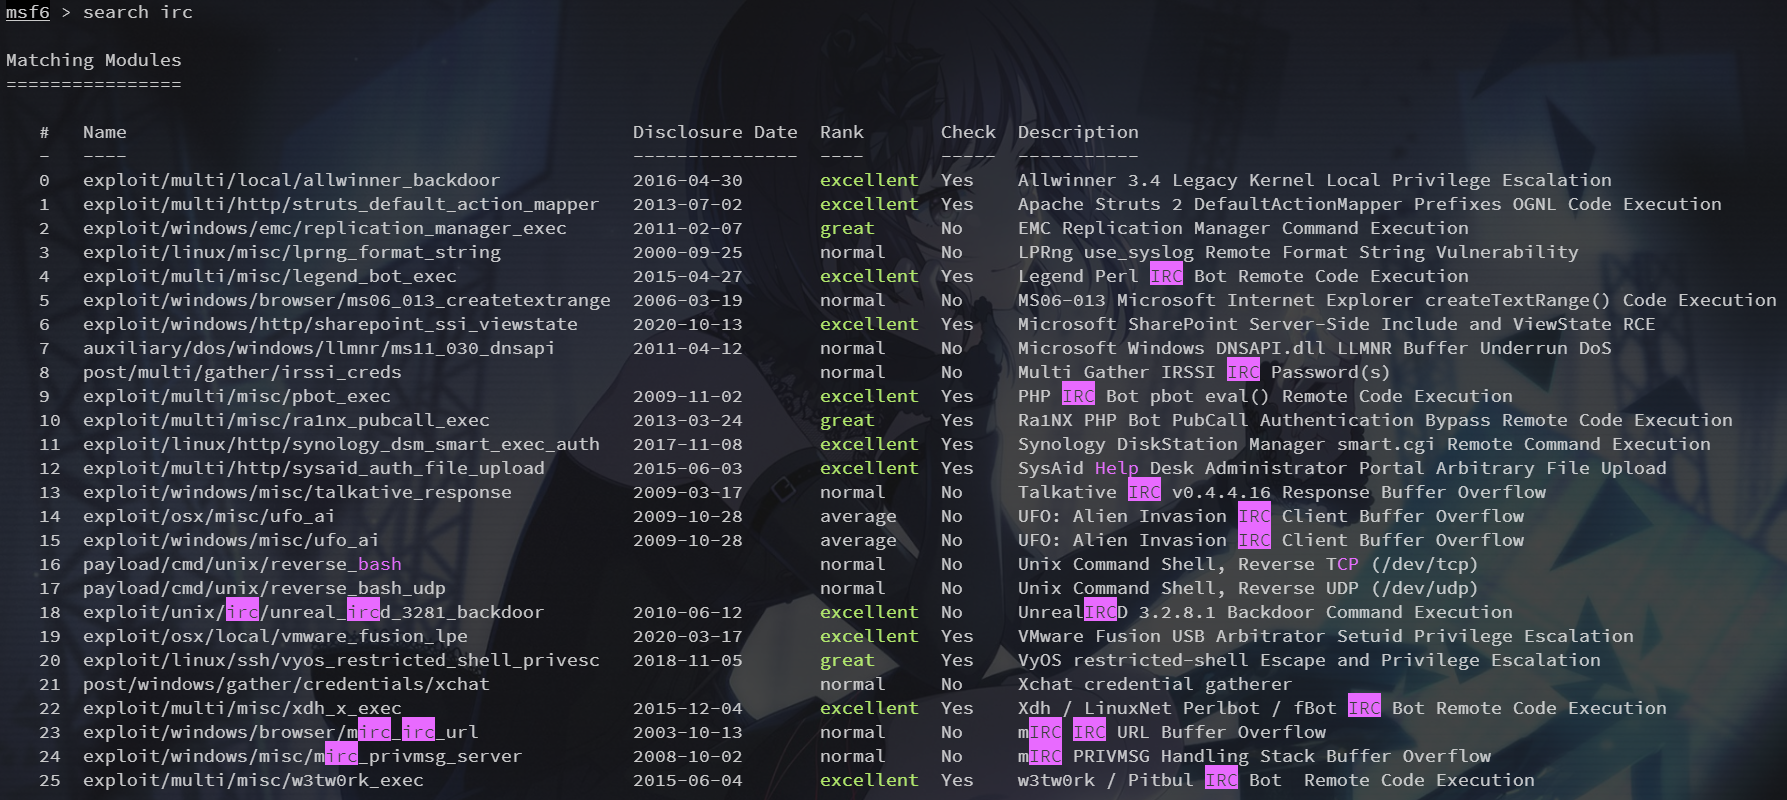 msf6 > search irc
Matching Modules
================
# Name Disclosure Date Rank Check Description
- ---- --------------- ---- ----- -----------
0 exploit/multi/local/allwinner_backdoor 2016-04-30 excellent Yes Allwinner 3.4 Legacy Kernel Local Privilege Escalation
1 exploit/multi/http/struts_default_action_mapper 2013-07-02 excellent Yes Apache Struts 2 DefaultActionMapper Prefixes OGNL Code Execution
2 exploit/windows/emc/replication_manager_exec 2011-02-07 great No EMC Replication Manager Command Execution
3 exploit/linux/misc/lprng_format_string 2000-09-25 normal No LPRng use_syslog Remote Format String Vulnerability
4 exploit/multi/misc/legend_bot_exec 2015-04-27 excellent Yes Legend Perl IRC Bot Remote Code Execution
5 exploit/windows/browser/ms06_013_createtextrange 2006-03-19 normal No MS06-013 Microsoft Internet Explorer createTextRange() Code Execution
6 exploit/windows/http/sharepoint_ssi_viewstate 2020-10-13 excellent Yes Microsoft SharePoint Server-Side Include and ViewState RCE
7 auxiliary/dos/windows/llmnr/ms11_030_dnsapi 2011-04-12 normal No Microsoft Windows DNSAPI.dll LLMNR Buffer Underrun DoS
8 post/multi/gather/irssi_creds normal No Multi Gather IRSSI IRC Password(s)
9 exploit/multi/misc/pbot_exec 2009-11-02 excellent Yes PHP IRC Bot pbot eval() Remote Code Execution
10 exploit/multi/misc/ra1nx_pubcall_exec 2013-03-24 great Yes Ra1NX PHP Bot PubCall Authentication Bypass Remote Code Execution
11 exploit/linux/http/synology_dsm_smart_exec_auth 2017-11-08 excellent Yes Synology DiskStation Manager smart.cgi Remote Command Execution
12 exploit/multi/http/sysaid_auth_file_upload 2015-06-03 excellent Yes SysAid Help Desk Administrator Portal Arbitrary File Upload
13 exploit/windows/misc/talkative_response 2009-03-17 normal No Talkative IRC v0.4.4.16 Response Buffer Overflow
14 exploit/osx/misc/ufo_ai 2009-10-28 average No UFO: Alien Invasion IRC Client Buffer Overflow
15 exploit/windows/misc/ufo_ai 2009-10-28 average No UFO: Alien Invasion IRC Client Buffer Overflow
16 payload/cmd/unix/reverse_bash normal No Unix Command Shell, Reverse TCP (/dev/tcp)
17 payload/cmd/unix/reverse_bash_udp normal No Unix Command Shell, Reverse UDP (/dev/udp)
18 exploit/unix/irc/unreal_ircd_3281_backdoor 2010-06-12 excellent No UnrealIRCD 3.2.8.1 Backdoor Command Execution
19 exploit/osx/local/vmware_fusion_lpe 2020-03-17 excellent Yes VMware Fusion USB Arbitrator Setuid Privilege Escalation
20 exploit/linux/ssh/vyos_restricted_shell_privesc 2018-11-05 great Yes VyOS restricted-shell Escape and Privilege Escalation
21 post/windows/gather/credentials/xchat normal No Xchat credential gatherer
22 exploit/multi/misc/xdh_x_exec 2015-12-04 excellent Yes Xdh / LinuxNet Perlbot / fBot IRC Bot Remote Code Execution
23 exploit/windows/browser/mirc_irc_url 2003-10-13 normal No mIRC IRC URL Buffer Overflow
24 exploit/windows/misc/mirc_privmsg_server 2008-10-02 normal No mIRC PRIVMSG Handling Stack Buffer Overflow
25 exploit/multi/misc/w3tw0rk_exec 2015-06-04 excellent Yes w3tw0rk / Pitbul IRC Bot  Remote Code Execution